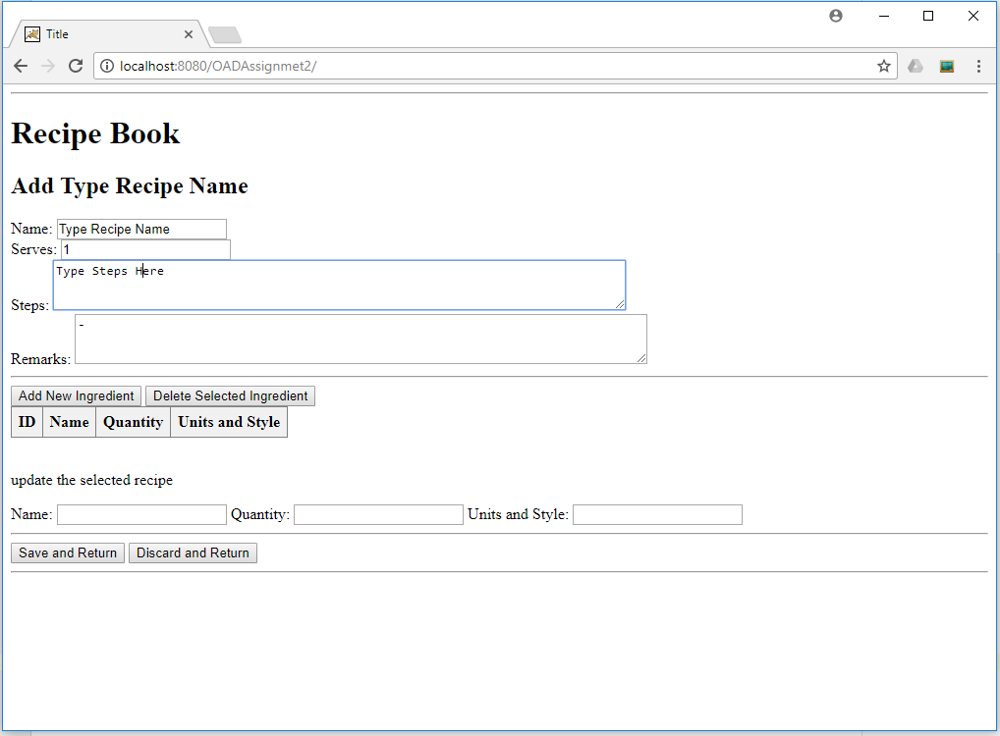 Title
localhost:8080/OADAssignmet2/
Recipe Book
Add Type Recipe Name
Name: Type Recipe Name
Serves: 1
Type Steps Here
Steps:
-
Remarks:
Add New Ingredient Delete Selected Ingredient
ID Name Quantity Units and Style
update the selected recipe
Name: Quantity: Units and Style:
Save and Return Discard and Return